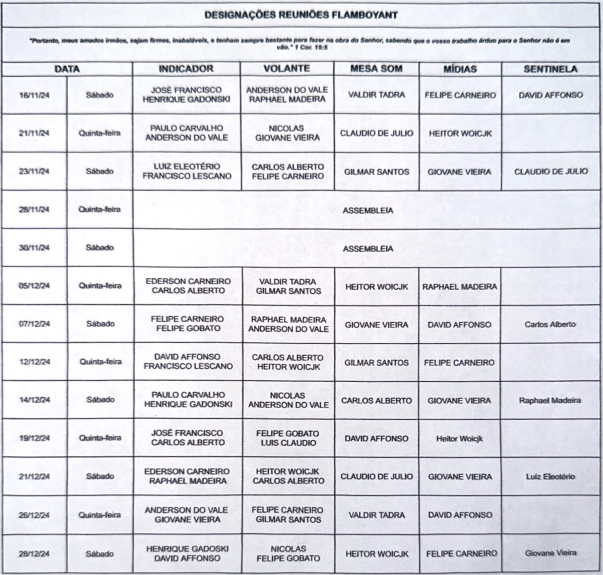 DESIGNAÇÕES REUNIÕES FLAMBOYANT
"Portanto, meus amados irmãos, sejam firmes, inabaláveis, e tenham sempre bastante para fazer na obra do Senhor, sabendo que o vosso trabalho árduo para o Senhor não é em
vão." 1 Cor. 15:5
DATA INDICADOR VOLANTE MESA SOM MÍDIAS SENTINELA
16/11/24 Sábado JOSÉ FRANCISCO ANDERSON DO VALE VALDIR TADRA FELIPE CARNEIRO DAVID AFFONSO
HENRIQUE GADONSKI RAPHAEL MADEIRA
21/11/24 Quinta-feira PAULO CARVALHO NICOLAS CLAUDIO DE JULIO HEITOR WOICJK
ANDERSON DO VALE GIOVANE VIEIRA
23/11/24 Sábado LUIZ ELEOTÉRIO CARLOS ALBERTO GILMAR SANTOS GIOVANE VIEIRA CLAUDIO DE JULIO
FRANCISCO LESCANO FELIPE CARNEIRO
28/11/24 Quinta-feira ASSEMBLEIA
30/11/24 Sábado ASSEMBLEIA
05/12/24 Quinta-feira EDERSON CARNEIRO VALDIR TADRA HEITOR WOICJK RAPHAEL MADEIRA
CARLOS ALBERTO GILMAR SANTOS
07/12/24 Sábado FELIPE CARNEIRO RAPHAEL MADEIRA GIOVANE VIEIRA DAVID AFFONSO Carlos Alberto
FELIPE GOBATO ANDERSON DO VALE
12/12/24 Quinta-feira DAVID AFFONSO CARLOS ALBERTO GILMAR SANTOS FELIPE CARNEIRO
FRANCISCO LESCANO HEITOR WOICJK
14/12/24 Sábado PAULO CARVALHO NICOLAS CARLOS ALBERTO GIOVANE VIEIRA Raphael Madeira
HENRIQUE GADONSKI ANDERSON DO VALE
19/12/24 Quinta-feira JOSÉ FRANCISCO FELIPE GOBATO DAVID AFFONSO Heitor Woicjk
CARLOS ALBERTO LUIS CLAUDIO
21/12/24 Sábado EDERSON CARNEIRO HEITOR WOICJK CLAUDIO DE JULIO GIOVANE VIEIRA Luiz Eleotério
RAPHAEL MADEIRA CARLOS ALBERTO
26/12/24 Quinta-feira ANDERSON DO VALE FELIPE CARNEIRO VALDIR TADRA DAVID AFFONSO
GIOVANE VIEIRA GILMAR SANTOS
28/12/24 Sábado HENRIQUE GADOSKI NICOLAS HEITOR WOICJK FELIPE CARNEIRO Giovane Vieira
DAVID AFFONSO FELIPE GOBATO